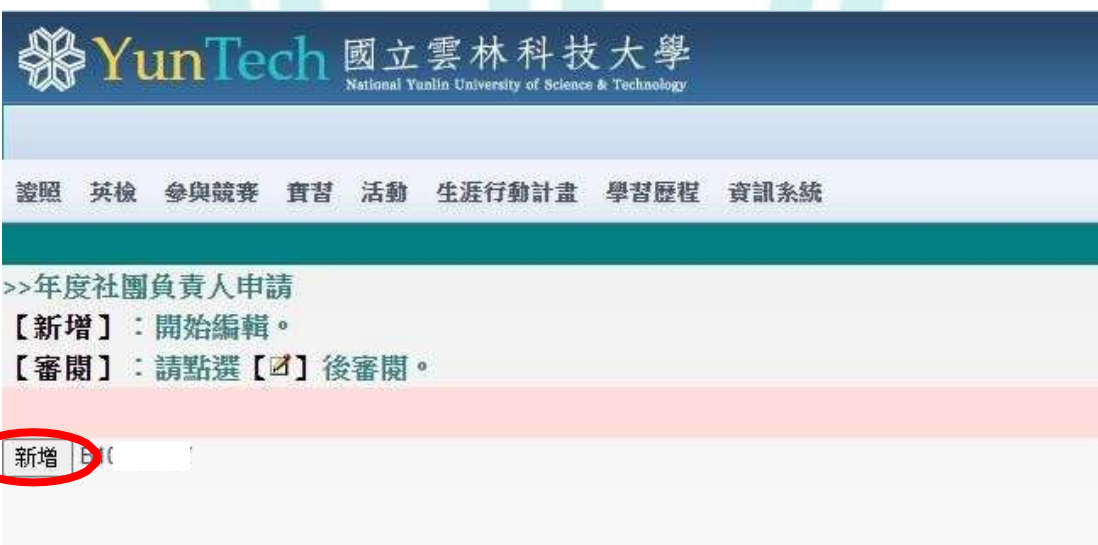 YunTech 國立雲林科技大學
National Yunlin University of Science & Technology
證照 英檢 參與競賽 實習 活動 生涯行動計畫 學習歷程 資訊系統
>>年度社團負責人申請
【新增】：開始編輯。
【審閱】：請點選【】後審閱。
新增